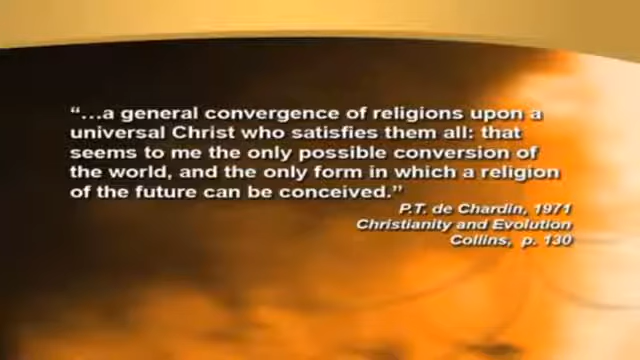 “...a general convergence of religions upon a
universal Christ who satisfies them all: that
seems to me the only possible conversion of
the world, and the only form in which a religion
of the future can be conceived.”
P.T. de Chardin, 1971
Christianity and Evolution
Collins, p. 130